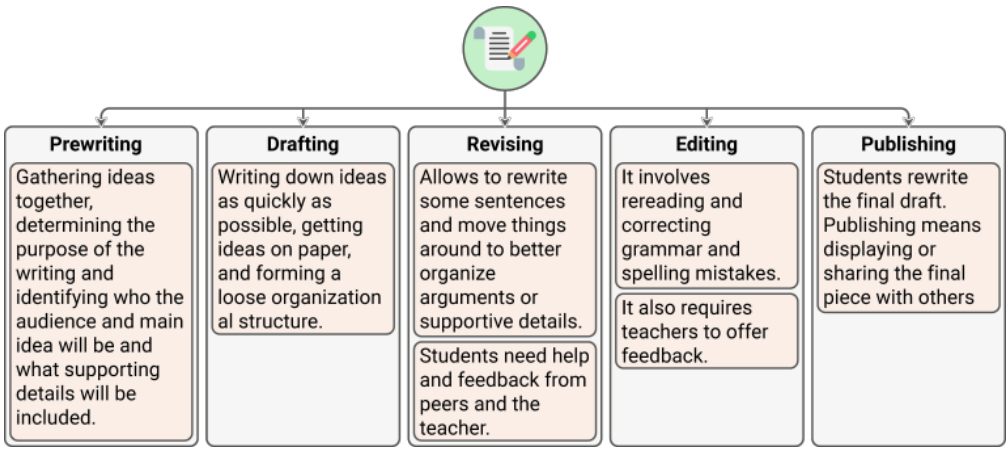 Prewriting
Gathering ideas
together,
determining the
purpose of the
writing and
identifying who the
audience and main
idea will be and
what supporting
details will be
included.
Drafting
Writing down ideas
as quickly as
possible, getting
ideas on paper,
and forming a
loose organization
al structure.
Revising
Allows to rewrite
some sentences
and move things
around to better
organize
arguments or
supportive details.
Students need help
and feedback from
peers and the
teacher.
Editing
It involves
rereading and
correcting
grammar and
spelling mistakes.
It also requires
teachers to offer
feedback.
Publishing
Students rewrite
the final draft.
Publishing means
displaying or
sharing the final
piece with others